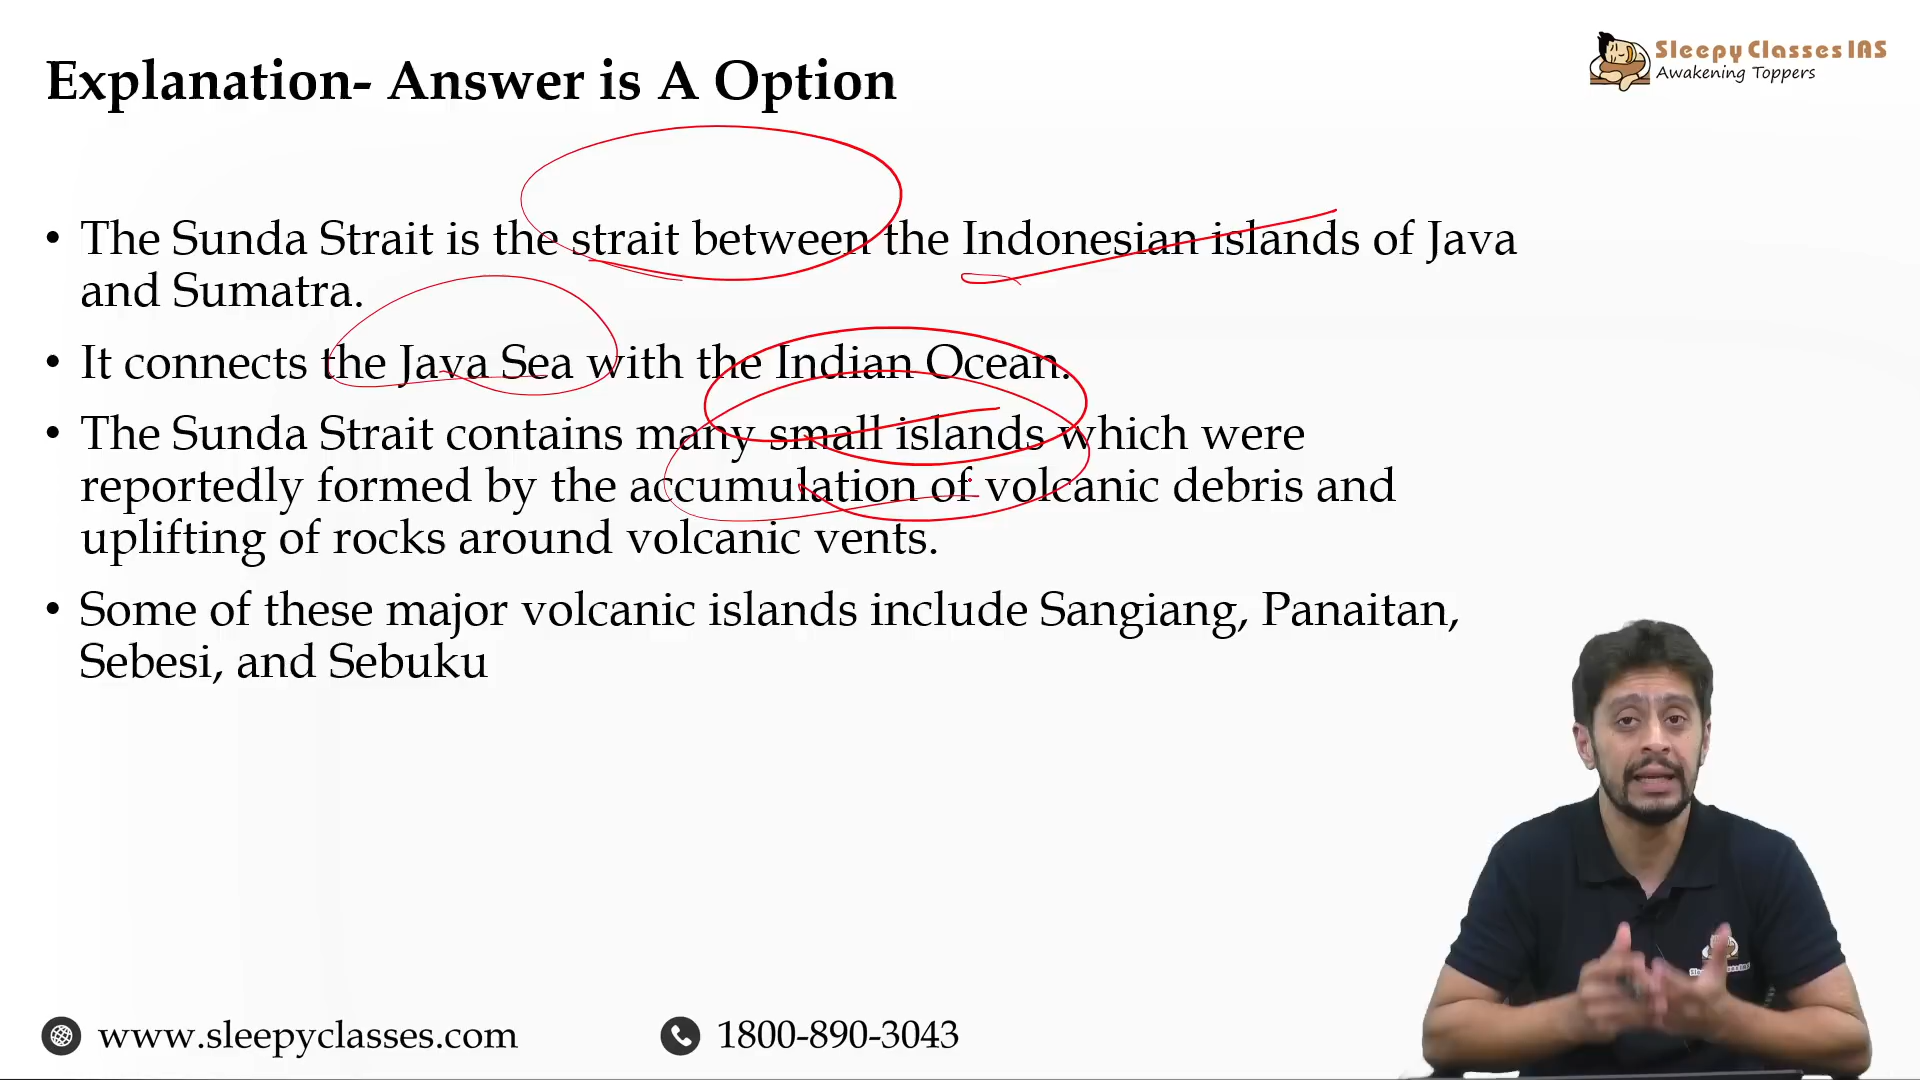 Explanation- Answer is A Option
Sleepy Classes IAS
Awakening Toppers
• The Sunda Strait is the strait between the Indonesian islands of Java
and Sumatra.
• It connects the Java Sea with the Indian Ocean.
• The Sunda Strait contains many small islands which were
reportedly formed by the accumulation of volcanic debris and
uplifting of rocks around volcanic vents.
• Some of these major volcanic islands include Sangiang, Panaitan,
Sebesi, and Sebuku
www.sleepyclasses.com
1800-890-3043